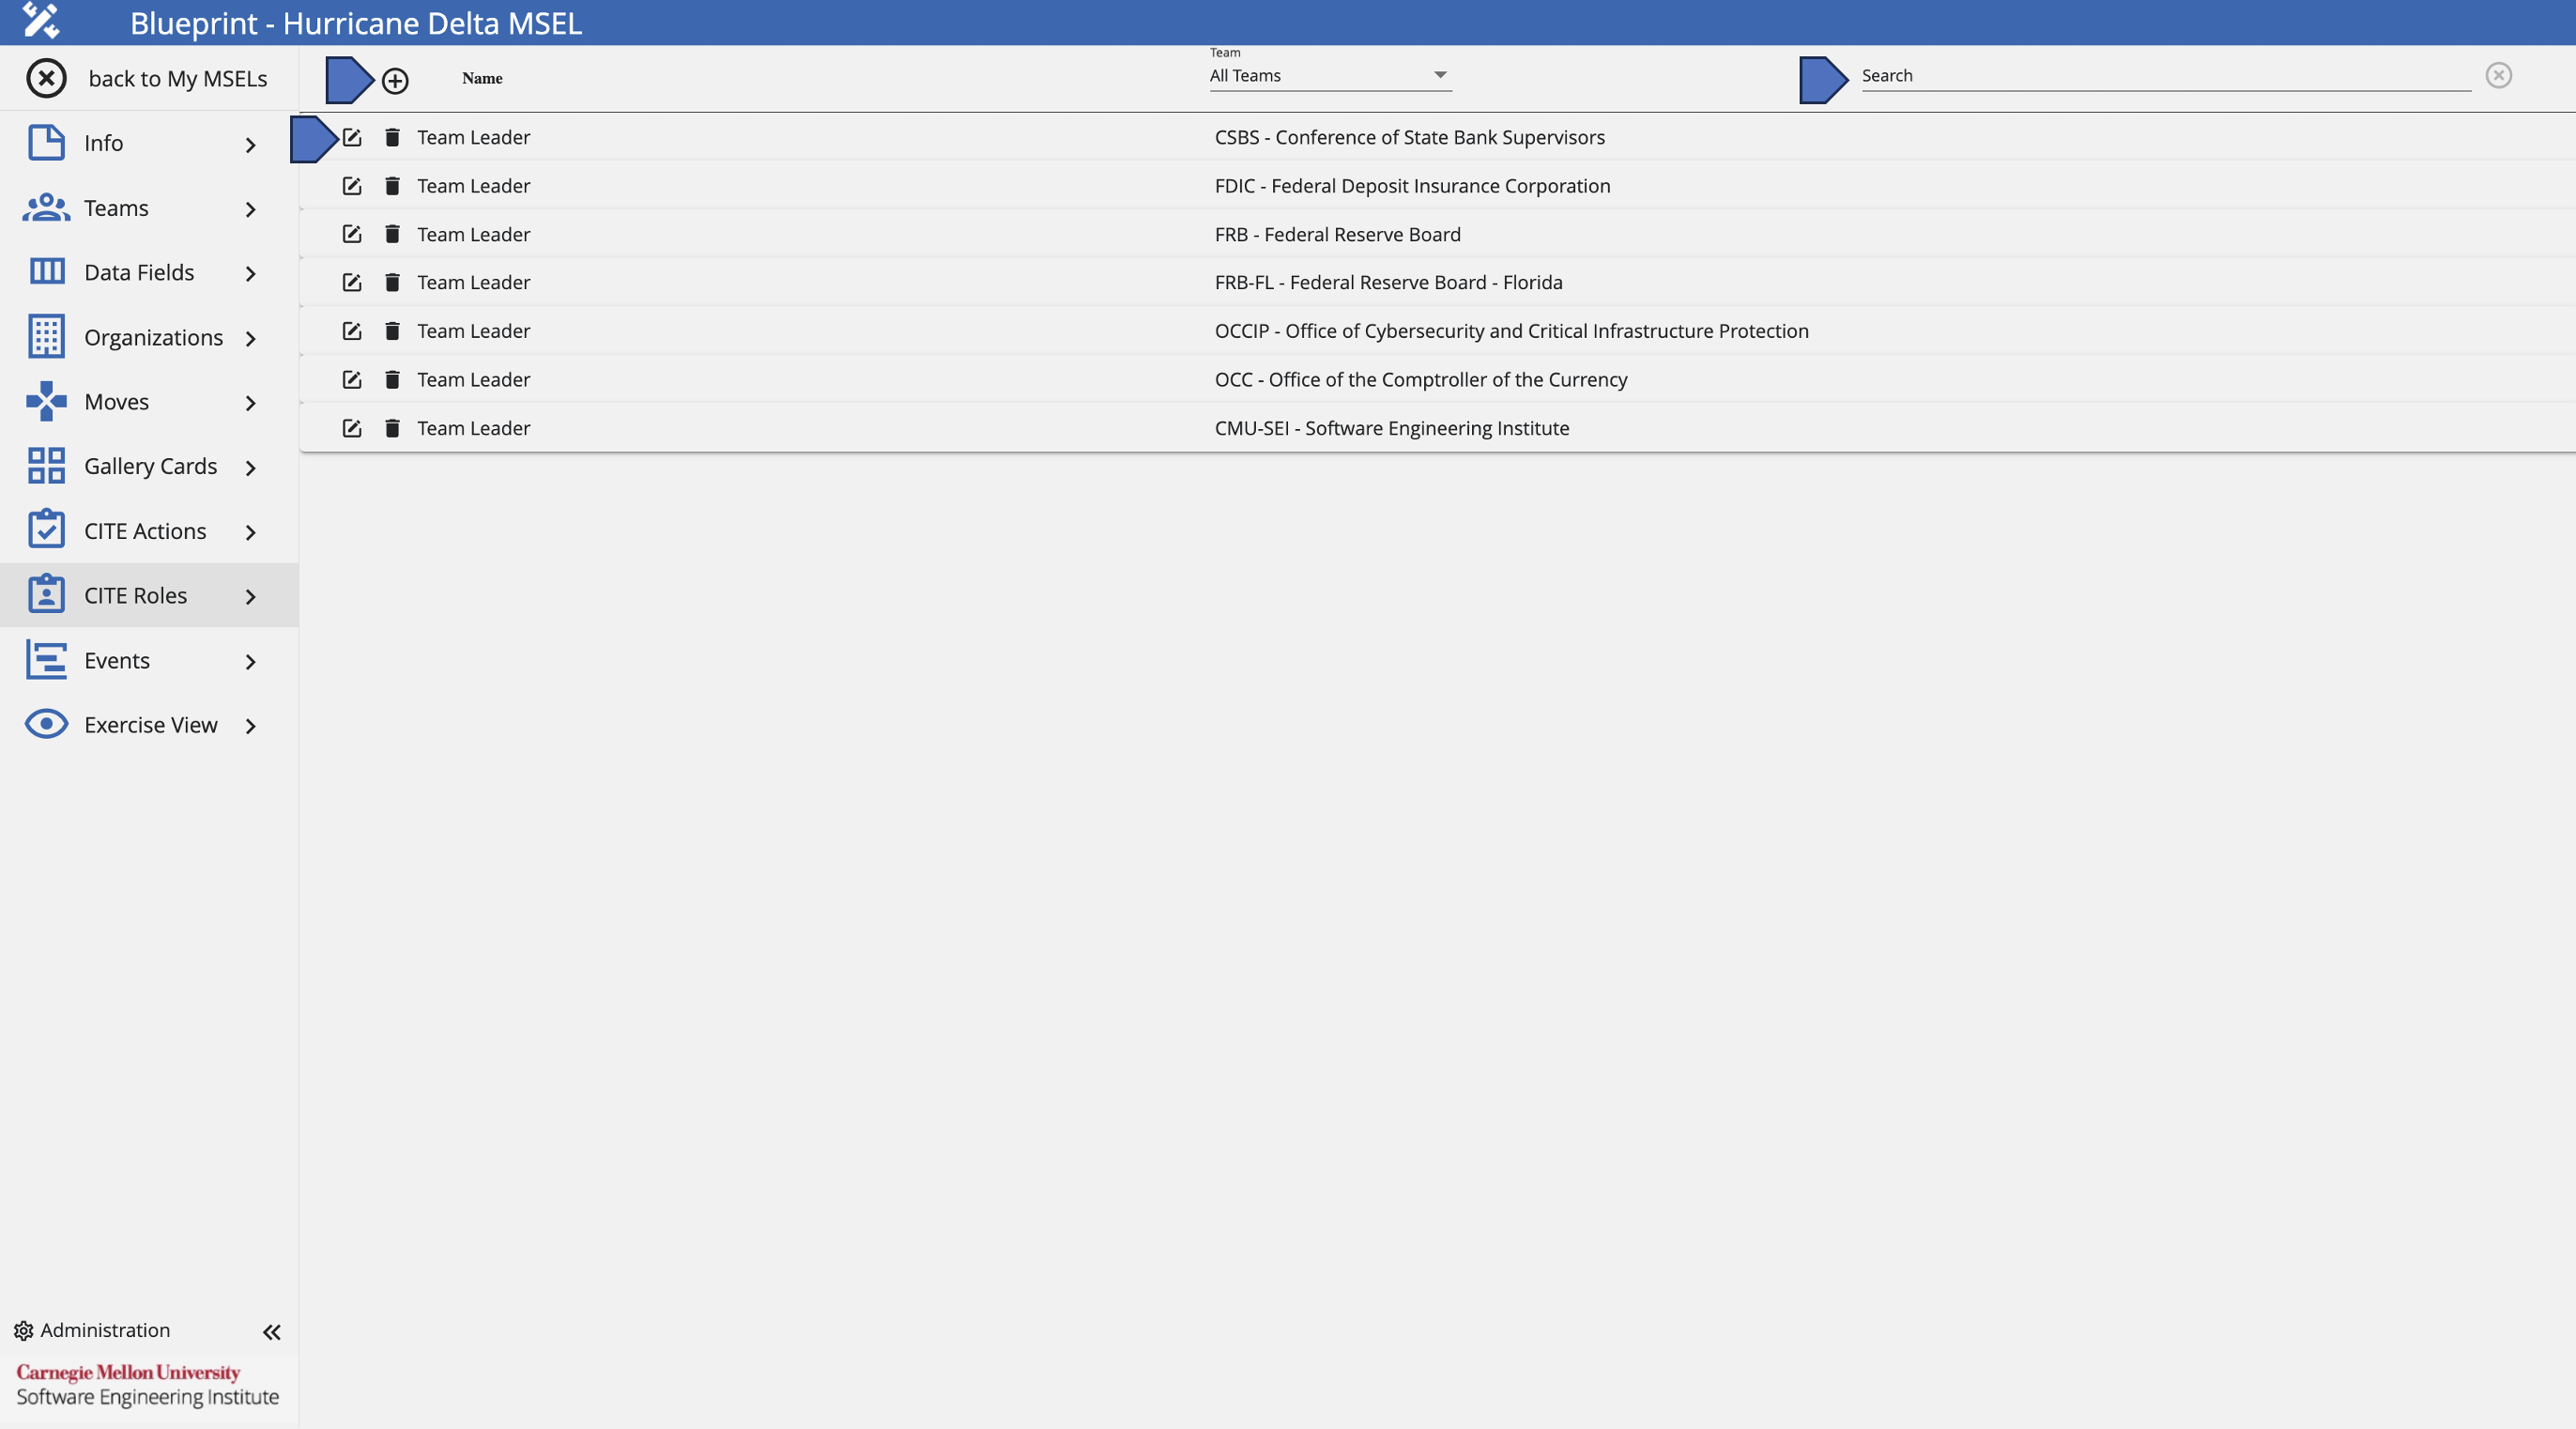 Blueprint - Hurricane Delta MSEL
back to My MSELs
Name
Team
All Teams
Search
Info
Teams
Data Fields
Organizations
Moves
Gallery Cards
CITE Actions
CITE Roles
Events
Exercise View
Team Leader CSBS - Conference of State Bank Supervisors
Team Leader FDIC - Federal Deposit Insurance Corporation
Team Leader FRB - Federal Reserve Board
Team Leader FRB-FL - Federal Reserve Board - Florida
Team Leader OCCIP - Office of Cybersecurity and Critical Infrastructure Protection
Team Leader OCC - Office of the Comptroller of the Currency
Team Leader CMU-SEI - Software Engineering Institute
Administration
Carnegie Mellon University
Software Engineering Institute